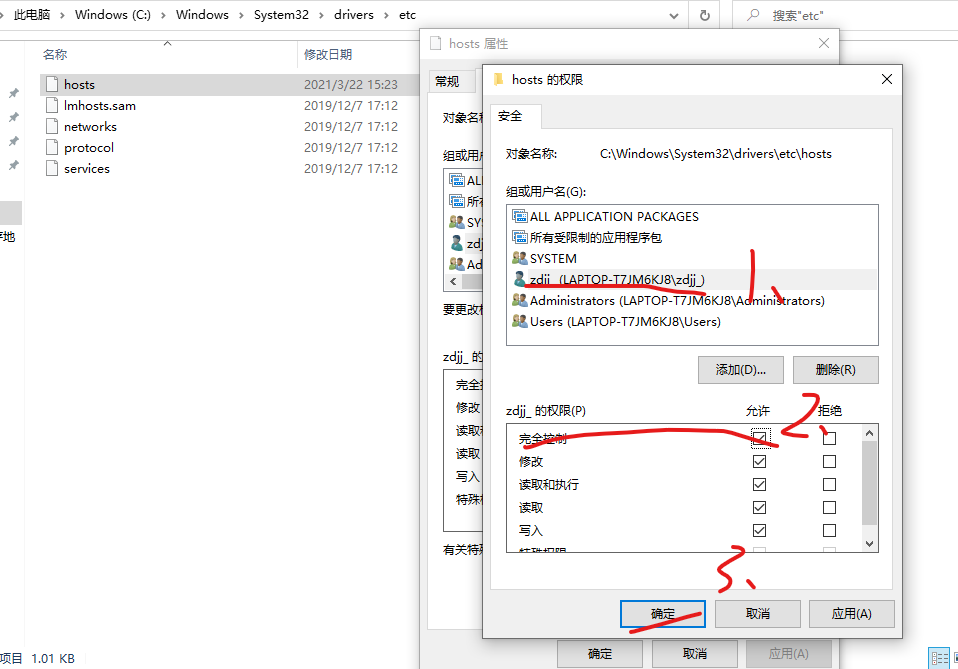 此电脑 › Windows (C:) › Windows › System32 › drivers › etc
搜索"etc"
名称 修改日期
hosts 2021/3/22 15:23
lmhosts.sam 2019/12/7 17:12
networks 2019/12/7 17:12
protocol 2019/12/7 17:12
services 2019/12/7 17:12
hosts 属性
常规
对象名称
组或用户
ALL
所有
SY
zdj
Ad
要更改权
zdjj_ 的
完全控
修改
读取和
读取
写入
特殊权
有关特殊
确定 取消 应用(A)
hosts 的权限
安全
对象名称: C:\Windows\System32\drivers\etc\hosts
组或用户名(G):
ALL APPLICATION PACKAGES
所有受限制的应用程序包
SYSTEM
zdjj_ (LAPTOP-T7JM6KJ8\zdjj_)
1、
Administrators (LAPTOP-T7JM6KJ8\Administrators)
Users (LAPTOP-T7JM6KJ8\Users)
添加(D)... 删除(R)
zdjj_ 的权限(P) 允许 拒绝
2、
完全控制
修改
读取和执行
读取
写入
特殊权限
3、
确定 取消 应用(A)
项目 1.01 KB